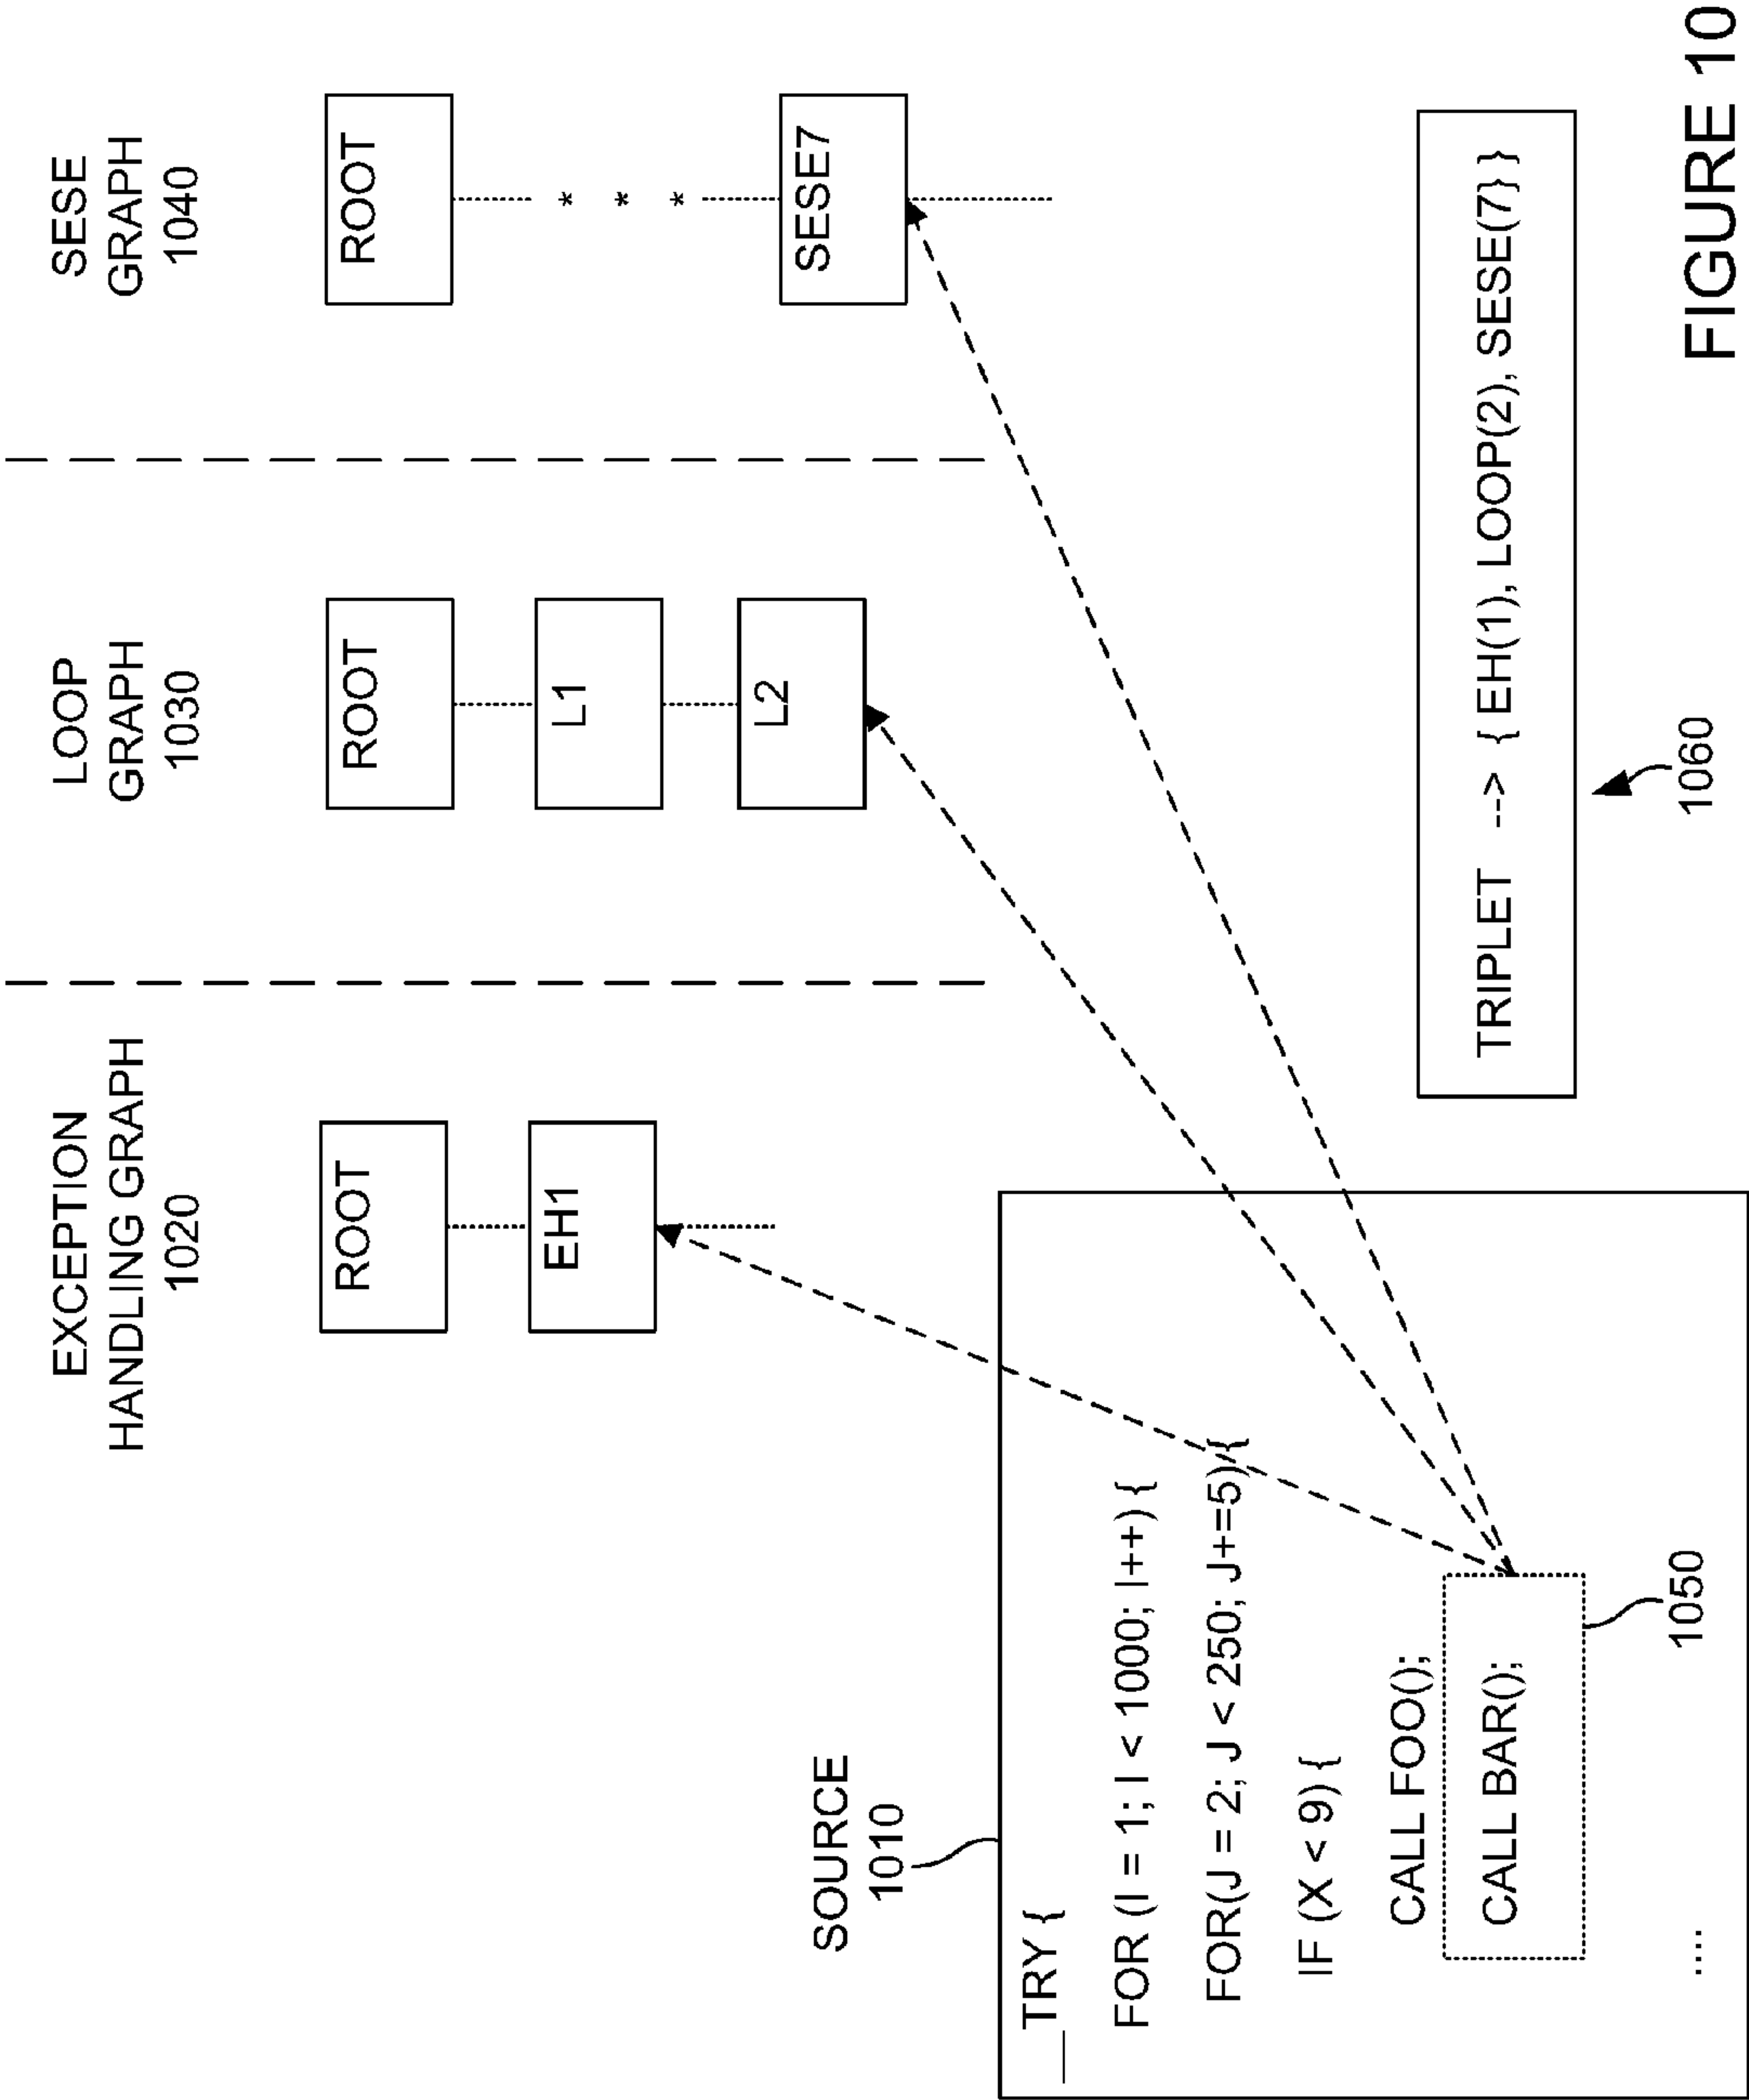 EXCEPTION
HANDLING GRAPH
1020
LOOP
GRAPH
1030
SESE
GRAPH
1040
ROOT
EH1
ROOT
L1
L2
ROOT
* * *
SESE7
SOURCE
1010
__TRY {
FOR (I = 1; I < 1000; I++) {
FOR(J = 2; J < 250; J+=5) {
IF (X < 9) {
CALL FOO();
CALL BAR();
....
1050
TRIPLET --> { EH(1), LOOP(2), SESE(7} }
1060
FIGURE 10